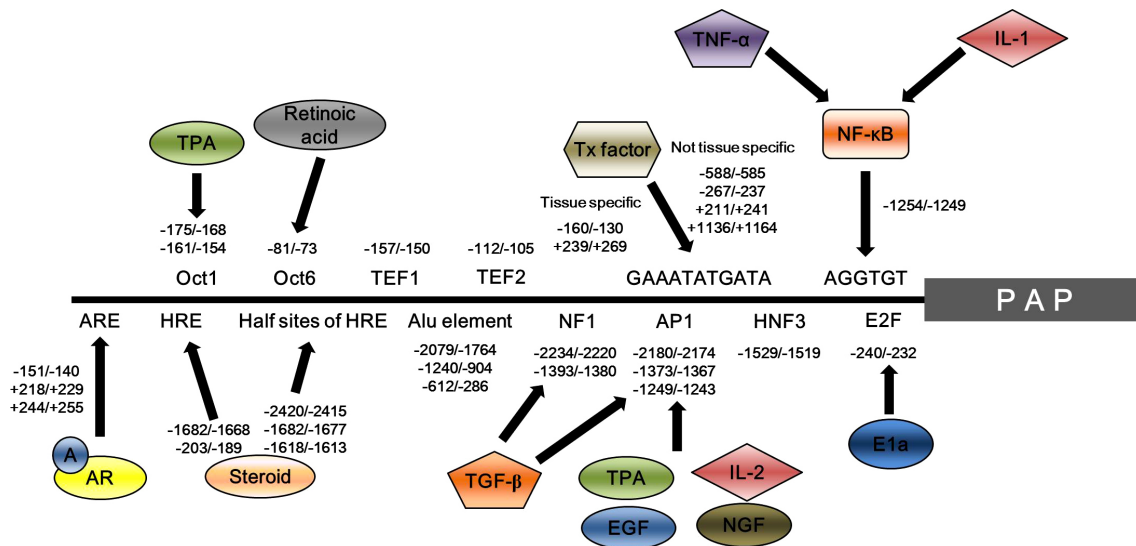 TNF-α
IL-1
TPA
Retinoic
acid
Tx factor
Not tissue specific
NF-κB
-588/-585
-267/-237
+211/+241
+1136/+1164
Tissue specific
-160/-130
+239/+269
-1254/-1249
-175/-168
-161/-154
-81/-73
-157/-150
-112/-105
Oct1
Oct6
TEF1
TEF2
GAAATATGATA
AGGTGT
PAP
ARE
HRE
Half sites of HRE
Alu element
NF1
AP1
HNF3
E2F
-151/-140
+218/+229
+244/+255
-1682/-1668
-203/-189
-2420/-2415
-1682/-1677
-1618/-1613
-2079/-1764
-1240/-904
-612/-286
-2234/-2220
-1393/-1380
-2180/-2174
-1373/-1367
-1249/-1243
-1529/-1519
-240/-232
A
AR
Steroid
TGF-β
TPA
IL-2
EGF
NGF
E1a